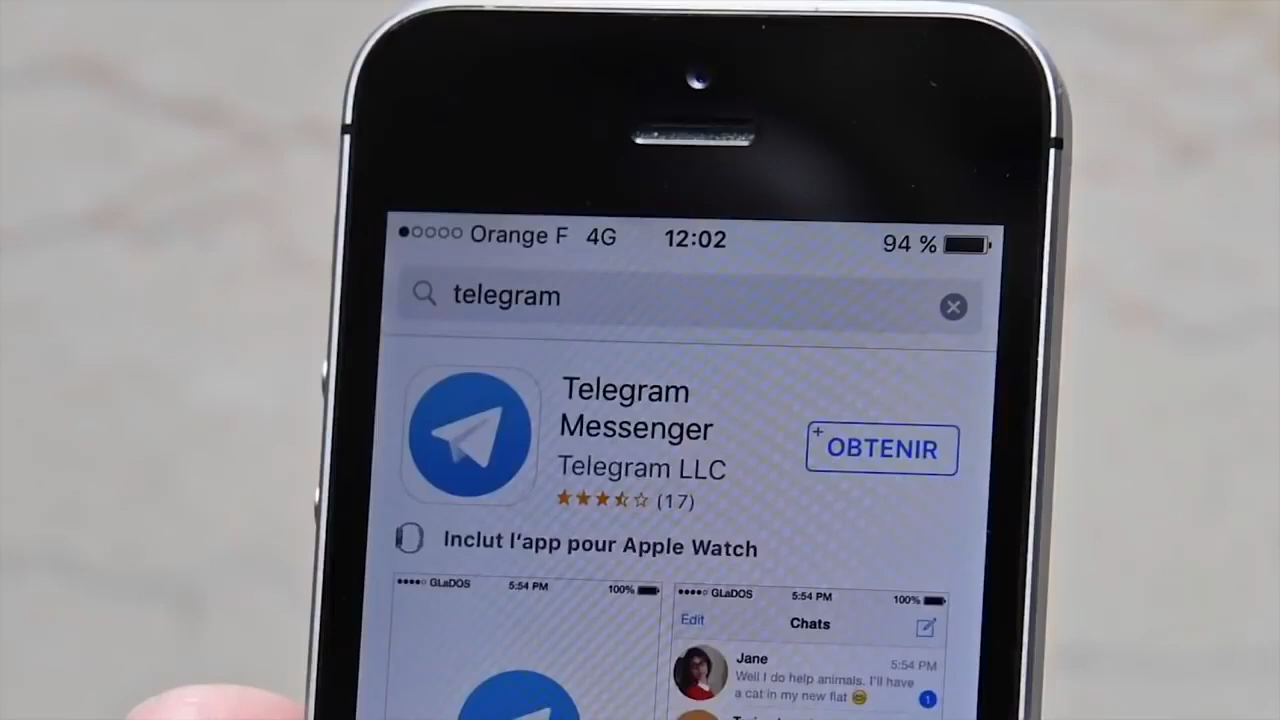 Orange F 4G 12:02 94 %
telegram
Telegram
Messenger
Telegram LLC
(17)
+ OBTENIR
Inclut l'app pour Apple Watch
GLaDOS 5:54 PM 100%
GLaDOS 5:54 PM 100%
Edit Chats
Jane 5:54 PM
Well I do help animals. I'll have
a cat in my new flat 1